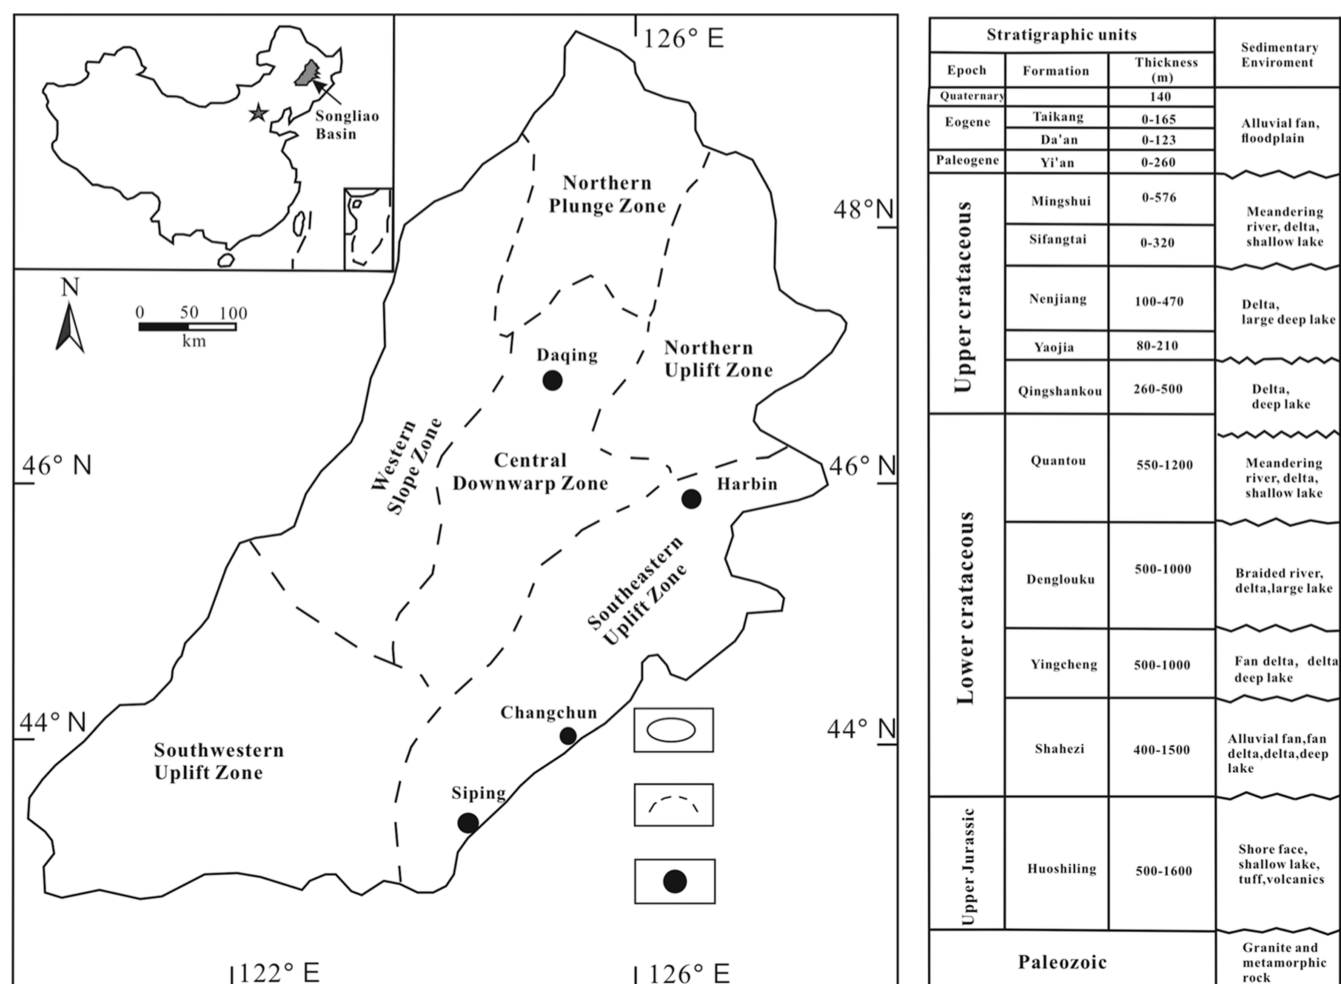 126° E
Songliao
Basin
Northern
Plunge Zone
48°N
N
0 50 100
km
Daqing
Northern
Uplift Zone
Western
Slope Zone
46° N
Central
Downwarp Zone
46° N
Harbin
Southeastern
Uplift Zone
44° N
Changchun
44° N
Southwestern
Uplift Zone
Siping
122° E
126° E
Stratigraphic units
Sedimentary
Enviroment
Epoch
Formation
Thickness
(m)
Quaternary
140
Eogene
Taikang
0-165
Alluvial fan,
floodplain
Da'an
0-123
Paleogene
Yi'an
0-260
Upper crataceous
Mingshui
0-576
Meandering
river, delta,
shallow lake
Sifangtai
0-320
Nenjiang
100-470
Delta,
large deep lake
Yaojia
80-210
Qingshankou
260-500
Delta,
deep lake
Lower crataceous
Quantou
550-1200
Meandering
river, delta,
shallow lake
Denglouku
500-1000
Braided river,
delta,large lake
Yingcheng
500-1000
Fan delta, delta
deep lake
Shahezi
400-1500
Alluvial fan,fan
delta,delta,deep
lake
Upper Jurassic
Huoshiling
500-1600
Shore face,
shallow lake,
tuff,volcanics
Paleozoic
Granite and
metamorphic
rock